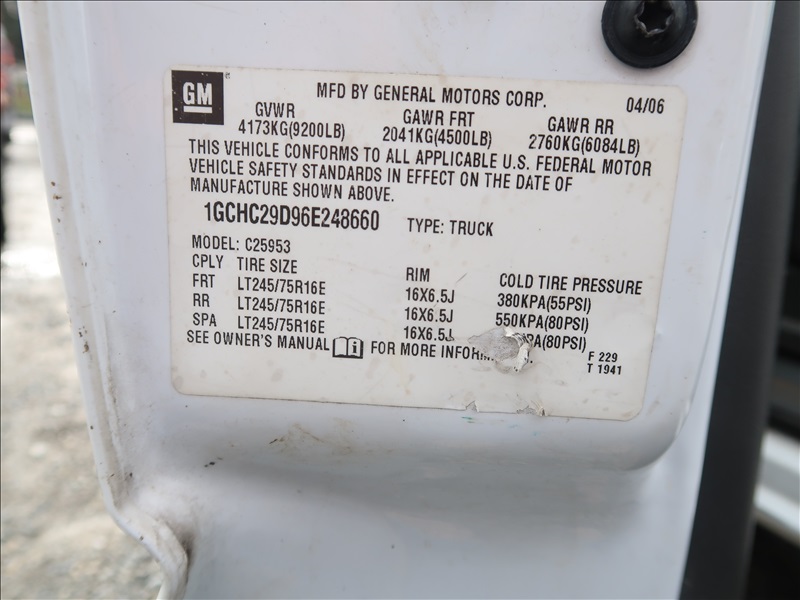 GM MFD BY GENERAL MOTORS CORP. 04/06
GVWR GAWR FRT GAWR RR
4173KG(9200LB) 2041KG(4500LB) 2760KG(6084LB)
THIS VEHICLE CONFORMS TO ALL APPLICABLE U.S. FEDERAL MOTOR
VEHICLE SAFETY STANDARDS IN EFFECT ON THE DATE OF
MANUFACTURE SHOWN ABOVE.
1GCHC29D96E248660 TYPE: TRUCK
MODEL: C25953
CPLY TIRE SIZE RIM COLD TIRE PRESSURE
FRT LT245/75R16E 16X6.5J 380KPA(55PSI)
RR LT245/75R16E 16X6.5J 550KPA(80PSI)
SPA LT245/75R16E 16X6.5J PA(80PSI)
SEE OWNER'S MANUAL i FOR MORE INFORM F 229
T 1941